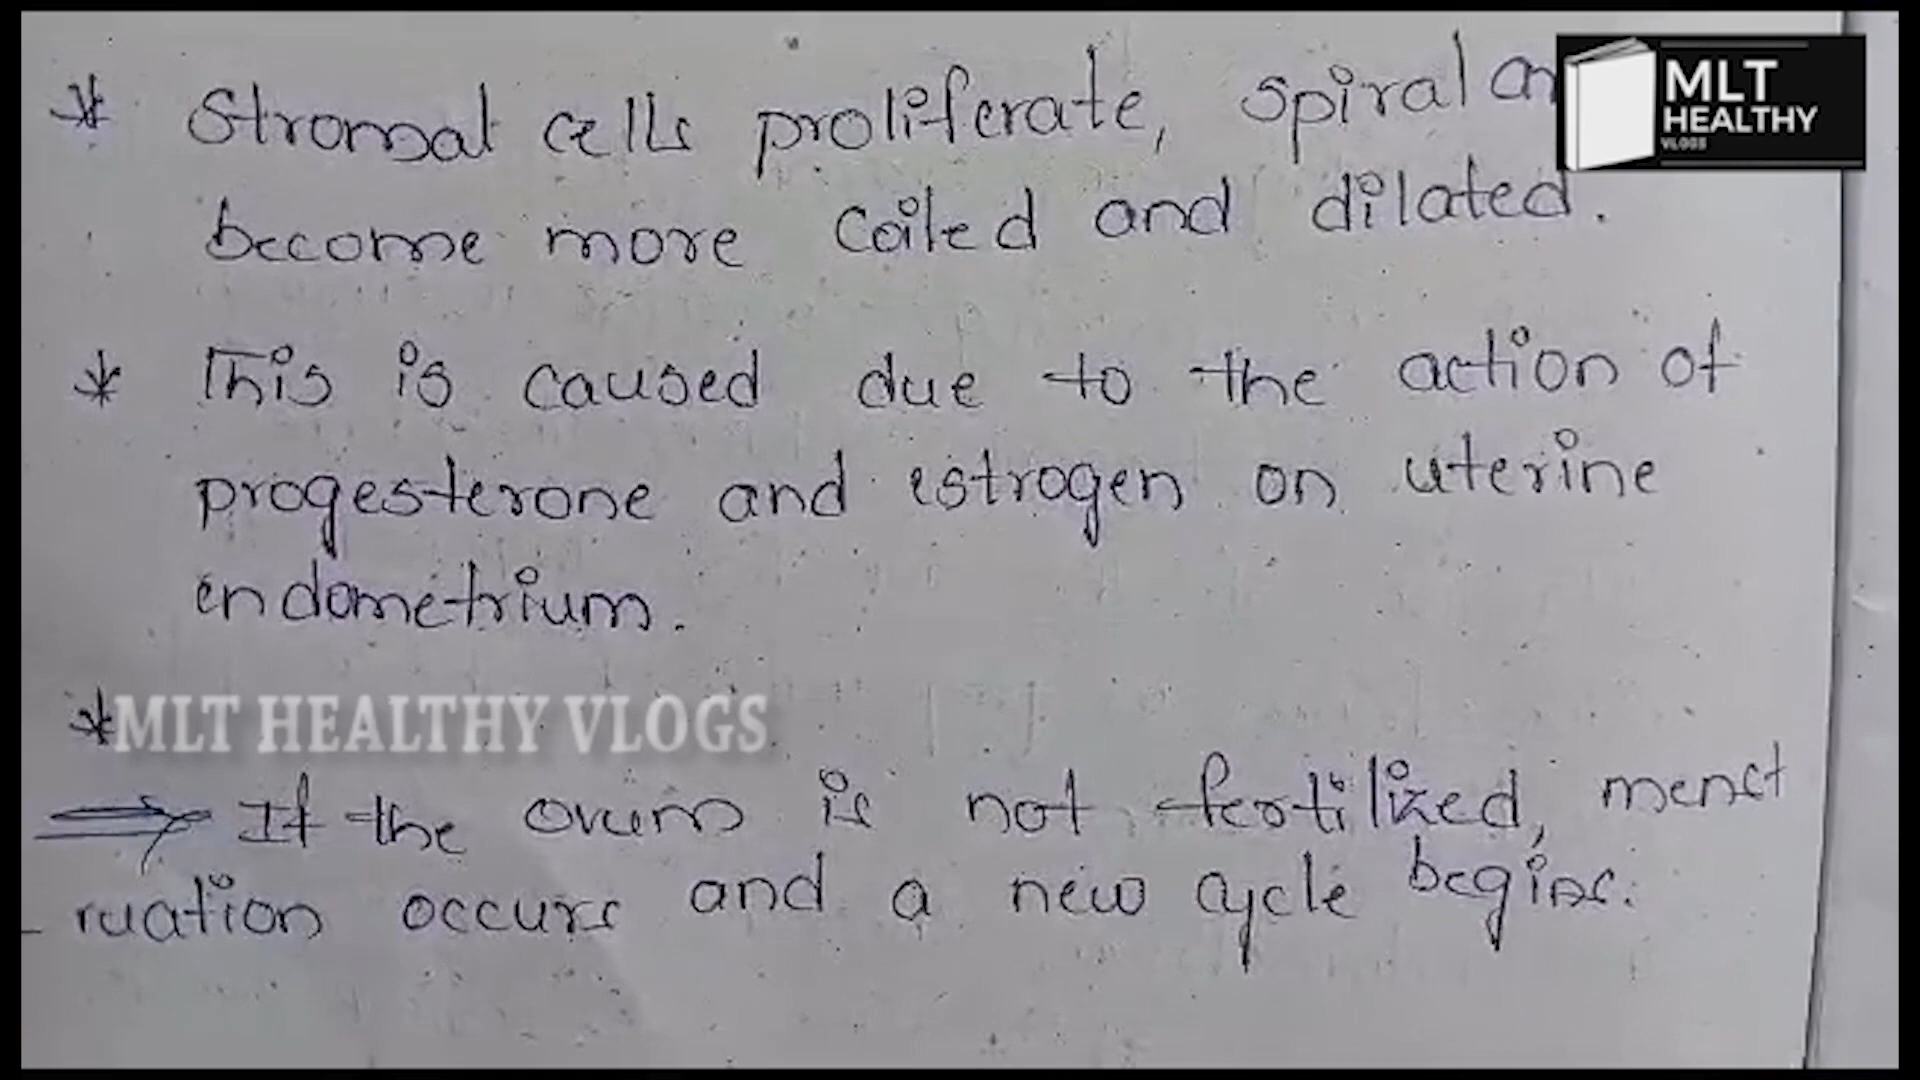 * Stromal cells proliferate, spiral
become more coiled and dilated.
* This is caused due to the action of
progesterone and estrogen on uterine
endometrium.
*
MLT HEALTHY VLOGS
⇒ If the ovum is not fertilized, menst
- ruation occurs and a new cycle begins.
MLT
HEALTHY
VLOGS